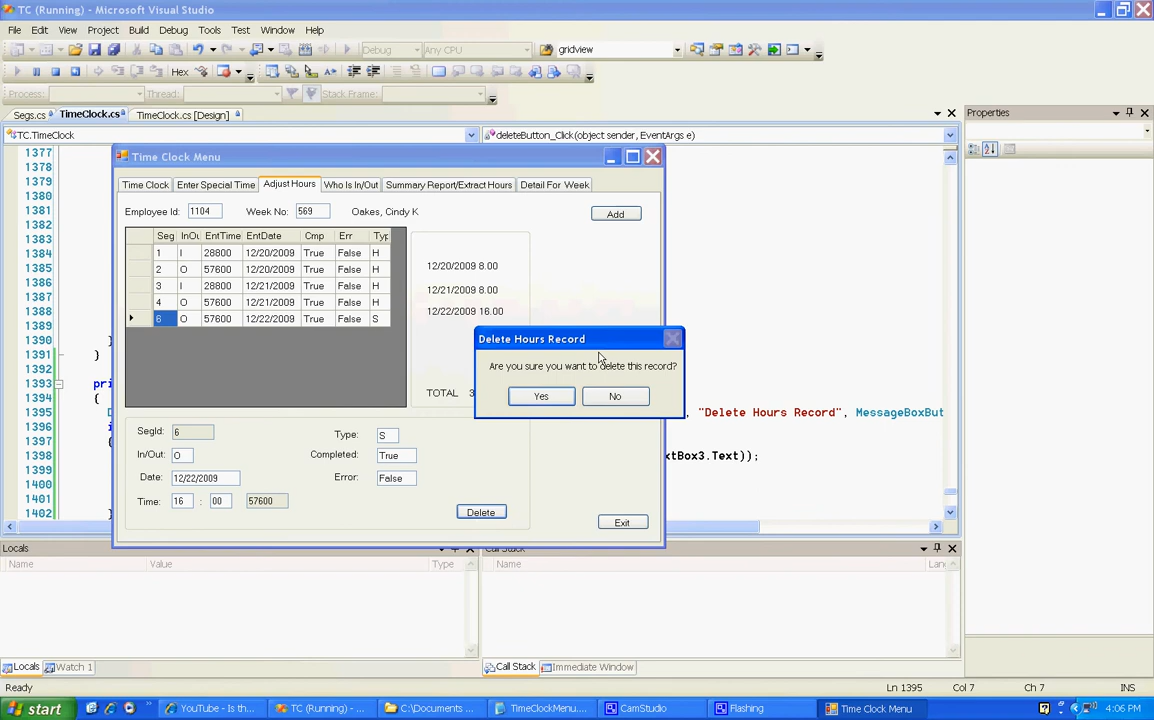 TC (Running) - Microsoft Visual Studio
File Edit View Project Build Debug Tools Test Window Help
Debug Any CPU gridview
Hex
Process: Thread: Stack Frame:
Segs.cs TimeClock.cs TimeClock.cs [Design] Properties
TC.TimeClock deleteButton_Click(object sender, EventArgs e)
1377
1378
1379
1380
1381
1382
1383
1384
1385
1386
1387
1388
1389
1390 }
1391 }
1392
1393 pri
1394 {
1395 , "Delete Hours Record", MessageBoxBut
1396
1397 {
1398 xtBox3.Text));
1399
1400
1401
1402
Time Clock Menu
Time Clock Enter Special Time Adjust Hours Who Is In/Out Summary Report/Extract Hours Detail For Week
Employee Id: 1104 Week No: 569 Oakes, Cindy K Add
Seg InOu EntTime EntDate Cmp Err Typ
1 I 28800 12/20/2009 True False H
2 O 57600 12/20/2009 True False H
3 I 28800 12/21/2009 True False H
4 O 57600 12/21/2009 True False H
6 O 57600 12/22/2009 True False S
12/20/2009 8.00
12/21/2009 8.00
12/22/2009 16.00
TOTAL 3
Delete Hours Record
Are you sure you want to delete this record?
Yes No
SegId: 6 Type: S
In/Out: O Completed: True
Date: 12/22/2009 Error: False
Time: 16 : 00 57600
Delete
Exit
Locals Call Stack
Name Value Type Name Lan
Locals Watch 1 Call Stack Immediate Window
Ready Ln 1395 Col 7 Ch 7 INS
start YouTube - Is th... TC (Running) - ... C:\Documents ... TimeClockMenu.... CamStudio Flashing Time Clock Menu 4:06 PM